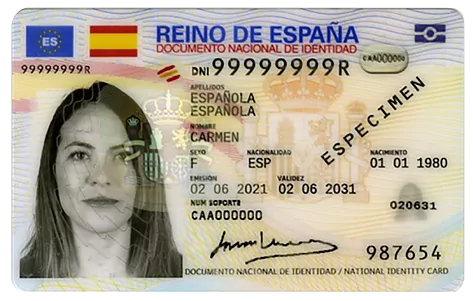 ES
REINO DE ESPAÑA
DOCUMENTO NACIONAL DE IDENTIDAD
CAA000000
99999999R
DNI 99999999R
APELLIDOS
ESPAÑOLA
ESPAÑOLA
NOMBRE
CARMEN
SEXO NACIONALIDAD NACIMIENTO
F ESP 01 01 1980
EMISIÓN VALIDEZ
02 06 2021 02 06 2031
NUM SOPORTE
CAA000000
020631
ESPECIMEN
987654
DOCUMENTO NACIONAL DE IDENTIDAD / NATIONAL IDENTITY CARD